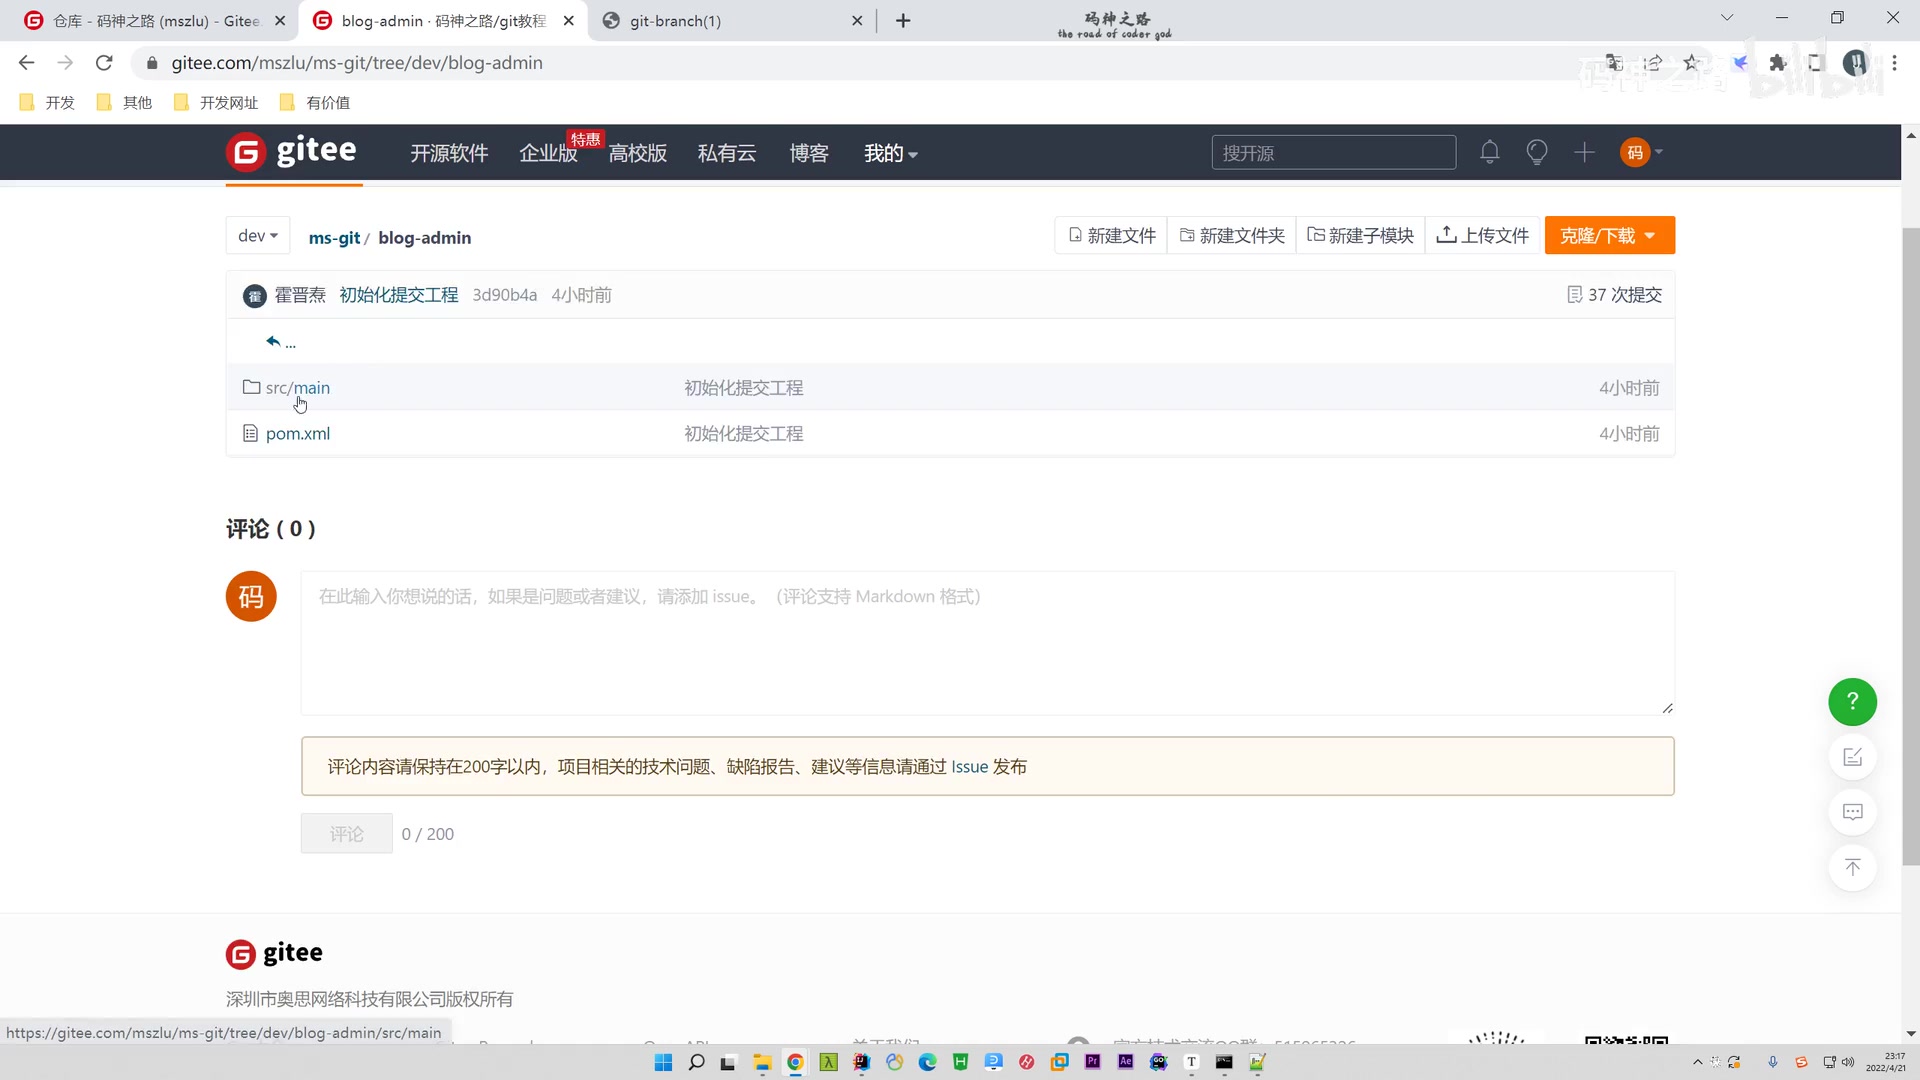 仓库 - 码神之路 (mszlu) - Gitee.
blog-admin · 码神之路/git教程
git-branch(1)
码神之路
the road of coder god
gitee.com/mszlu/ms-git/tree/dev/blog-admin
码神之路 bilibili
开发 其他 开发网址 有价值
gitee 开源软件 企业版 特惠 高校版 私有云 博客 我的 搜开源 码
dev ms-git / blog-admin 新建文件 新建文件夹 新建子模块 上传文件 克隆/下载
霍 霍晋焘 初始化提交工程 3d90b4a 4小时前 37 次提交
...
src/main 初始化提交工程 4小时前
pom.xml 初始化提交工程 4小时前
评论 ( 0 )
码 在此输入你想说的话，如果是问题或者建议，请添加 issue。（评论支持 Markdown 格式）
评论内容请保持在200字以内，项目相关的技术问题、缺陷报告、建议等信息请通过 Issue 发布
评论 0 / 200
gitee
深圳市奥思网络科技有限公司版权所有
https://gitee.com/mszlu/ms-git/tree/dev/blog-admin/src/main
关于我们
23:17
2022/4/21